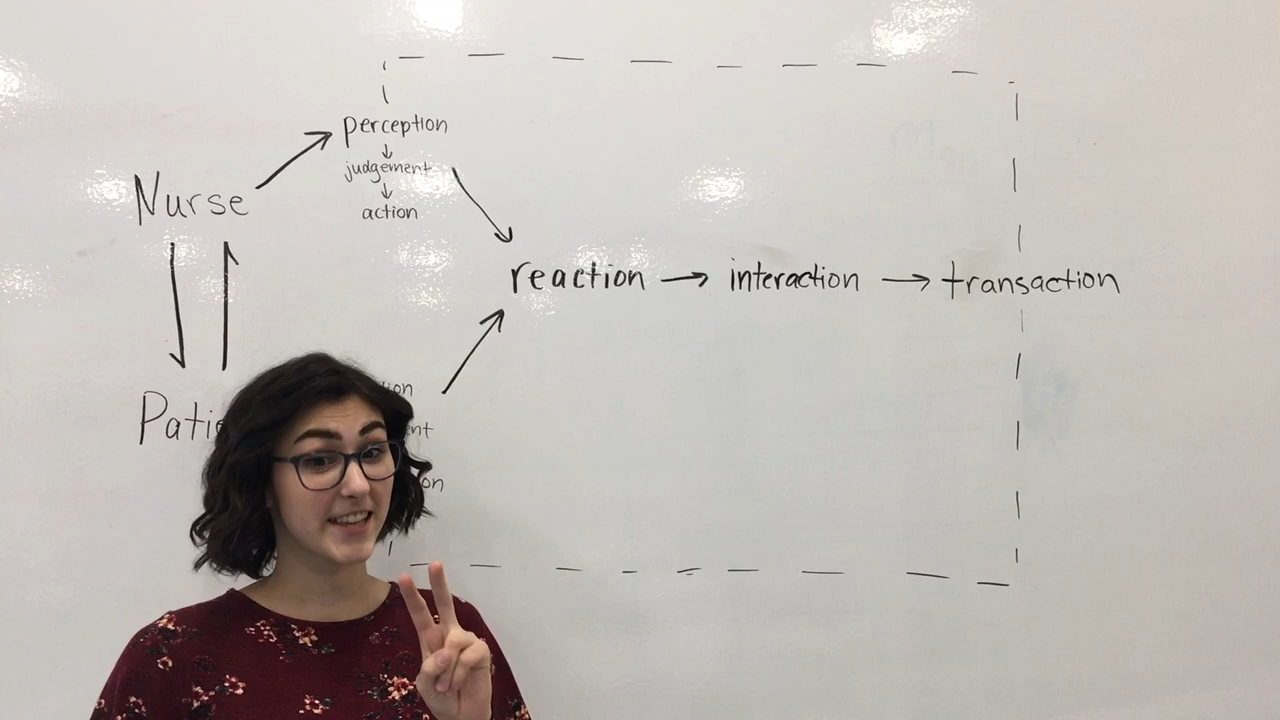 perception
judgement
action
Nurse
reaction → interaction → transaction